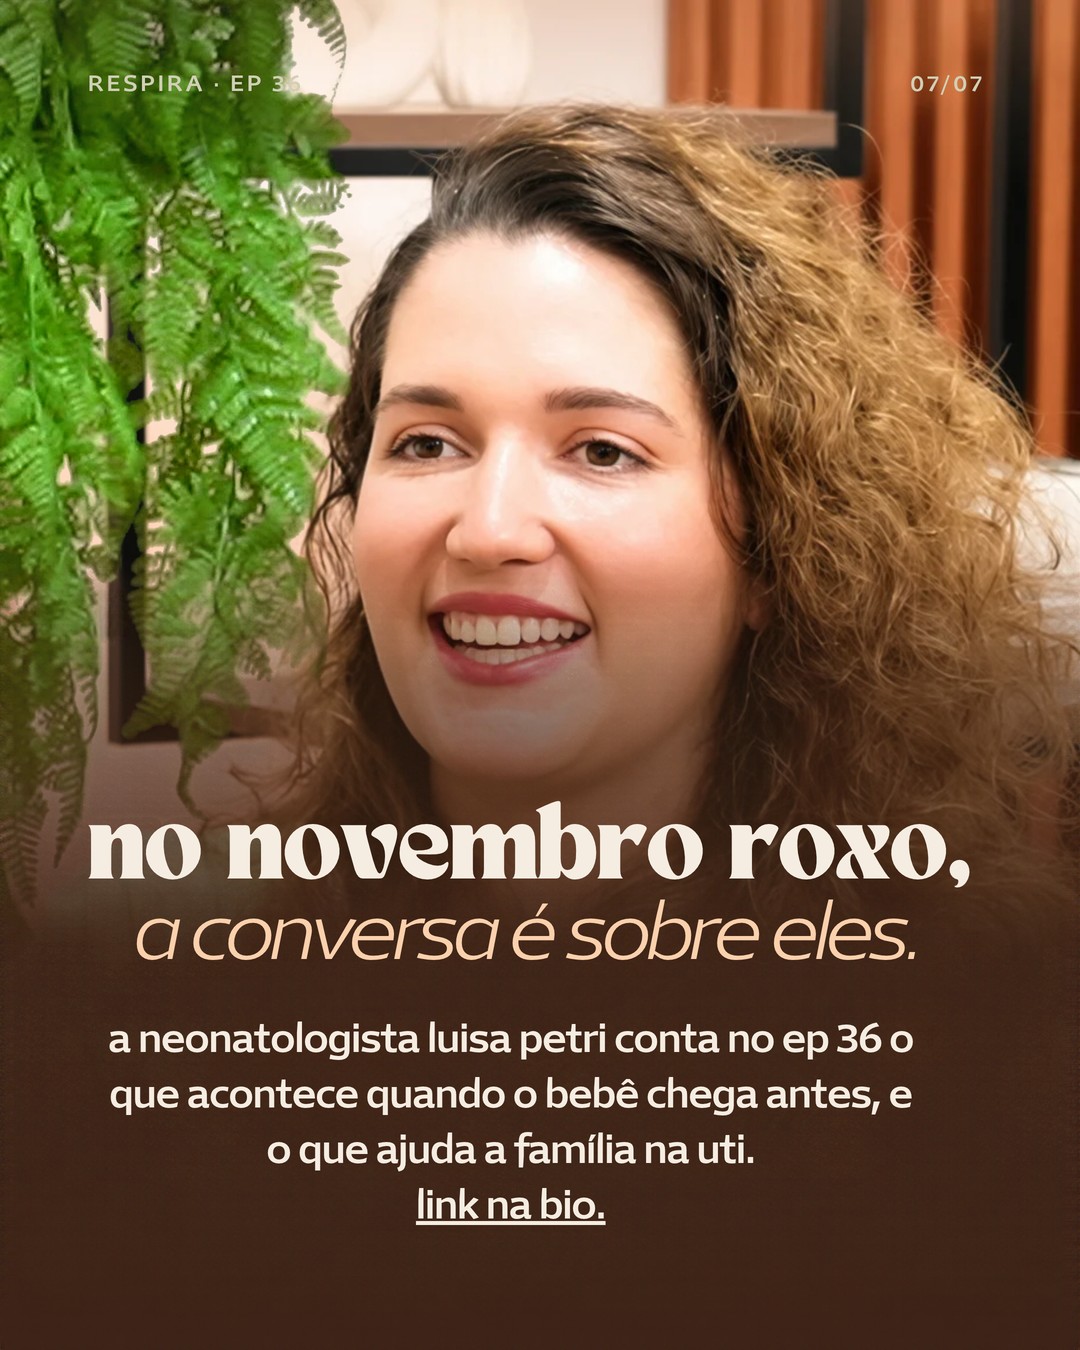 RESPIRA · EP 36
07/07
no novembro roxo,
a conversa é sobre eles.
a neonatologista luisa petri conta no ep 36 o
que acontece quando o bebê chega antes, e
o que ajuda a família na uti.
link na bio.